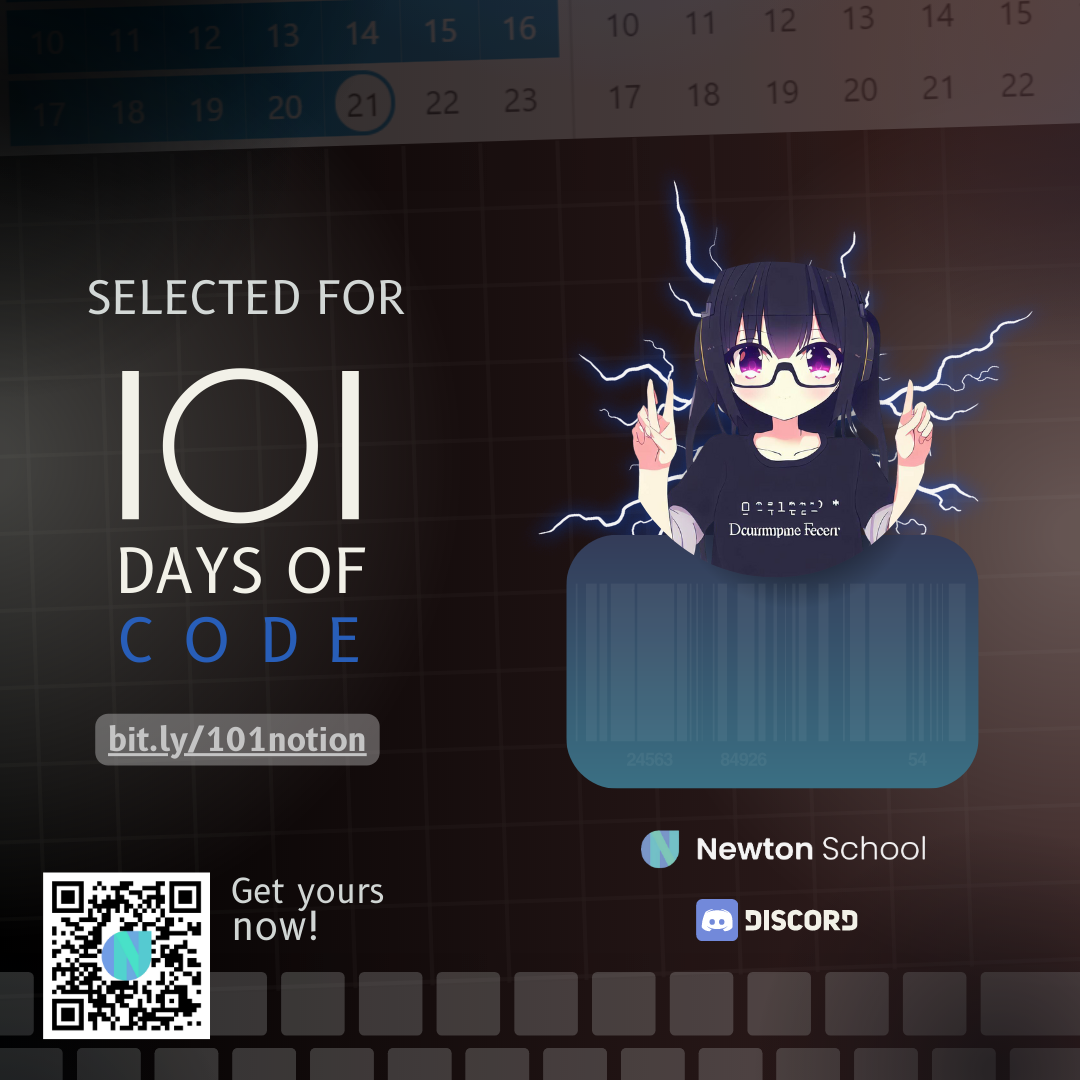 10 11 12 13 14 15 16 10 11 12 13 14 15
17 18 19 20 21 22 23 17 18 19 20 21 22
SELECTED FOR
101
DAYS OF
CODE
bit.ly/101notion
Get yours
now!
Dcuumpme Fecerr
24563 84926 54
Newton School
DISCORD